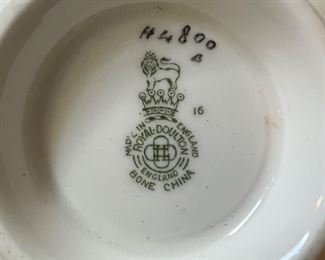 H4800
B
16
MADE IN ENGLAND
ROYAL·DOULTON
ENGLAND
BONE CHINA